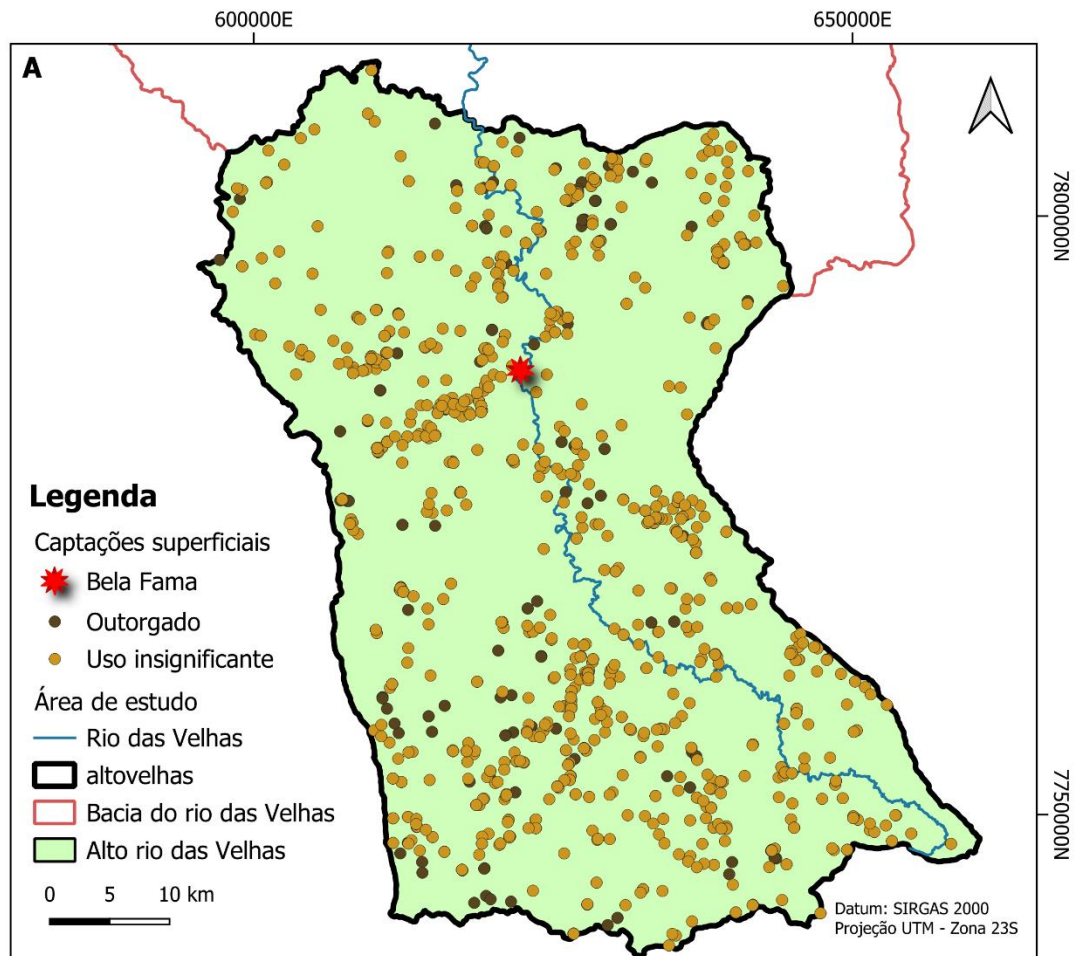 600000E
650000E
A
7800000N
Legenda
Captações superficiais
Bela Fama
Outorgado
Uso insignificante
Área de estudo
Rio das Velhas
altovelhas
Bacia do rio das Velhas
Alto rio das Velhas
7750000N
0 5 10 km
Datum: SIRGAS 2000
Projeção UTM - Zona 23S